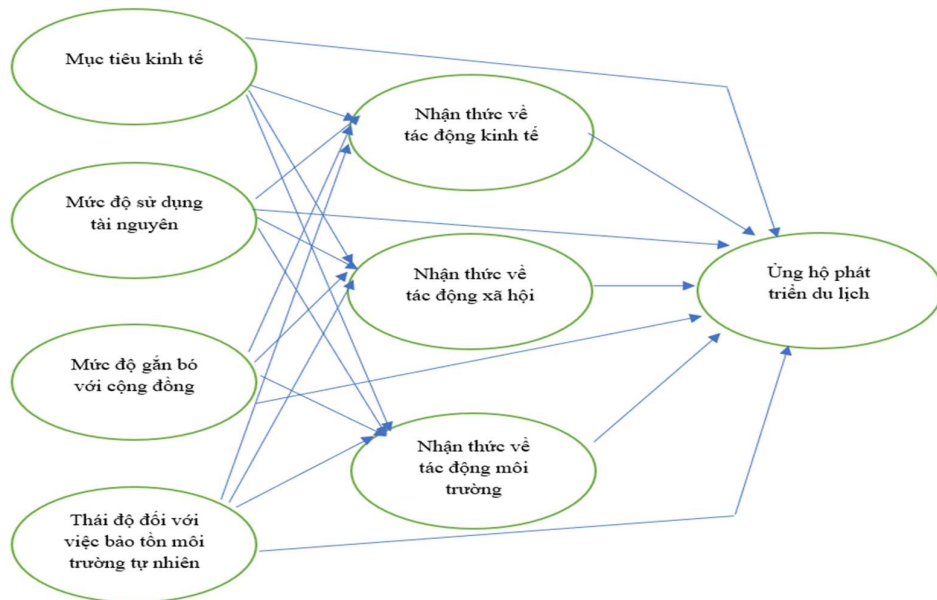 Mục tiêu kinh tế
Mức độ sử dụng
tài nguyên
Mức độ gắn bó
với cộng đồng
Thái độ đối với
việc bảo tồn môi
trường tự nhiên
Nhận thức về
tác động kinh tế
Nhận thức về
tác động xã hội
Nhận thức về
tác động môi
trường
Ủng hộ phát
triển du lịch